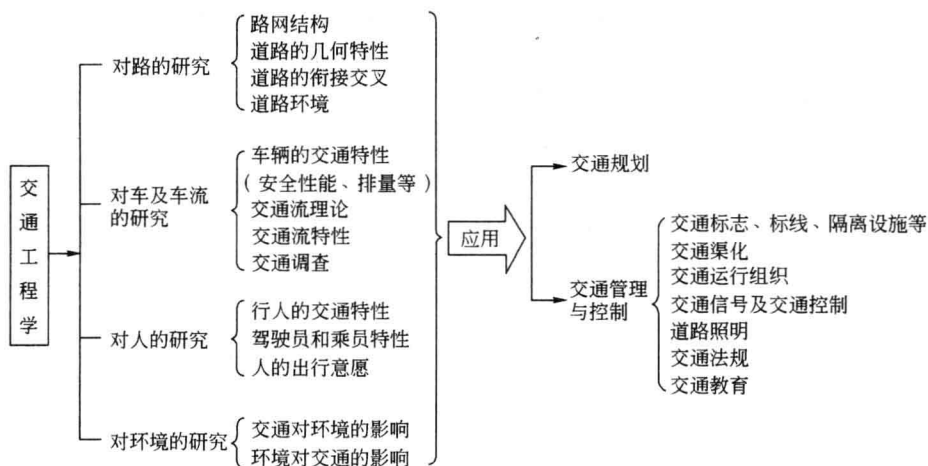 交通工程学
对路的研究
路网结构
道路的几何特性
道路的衔接交叉
道路环境
对车及车流
的研究
车辆的交通特性
(安全性能、排量等)
交通流理论
交通流特性
交通调查
对人的研究
行人的交通特性
驾驶员和乘员特性
人的出行意愿
对环境的研究
交通对环境的影响
环境对交通的影响
应用
交通规划
交通管理
与控制
交通标志、标线、隔离设施等
交通渠化
交通运行组织
交通信号及交通控制
道路照明
交通法规
交通教育